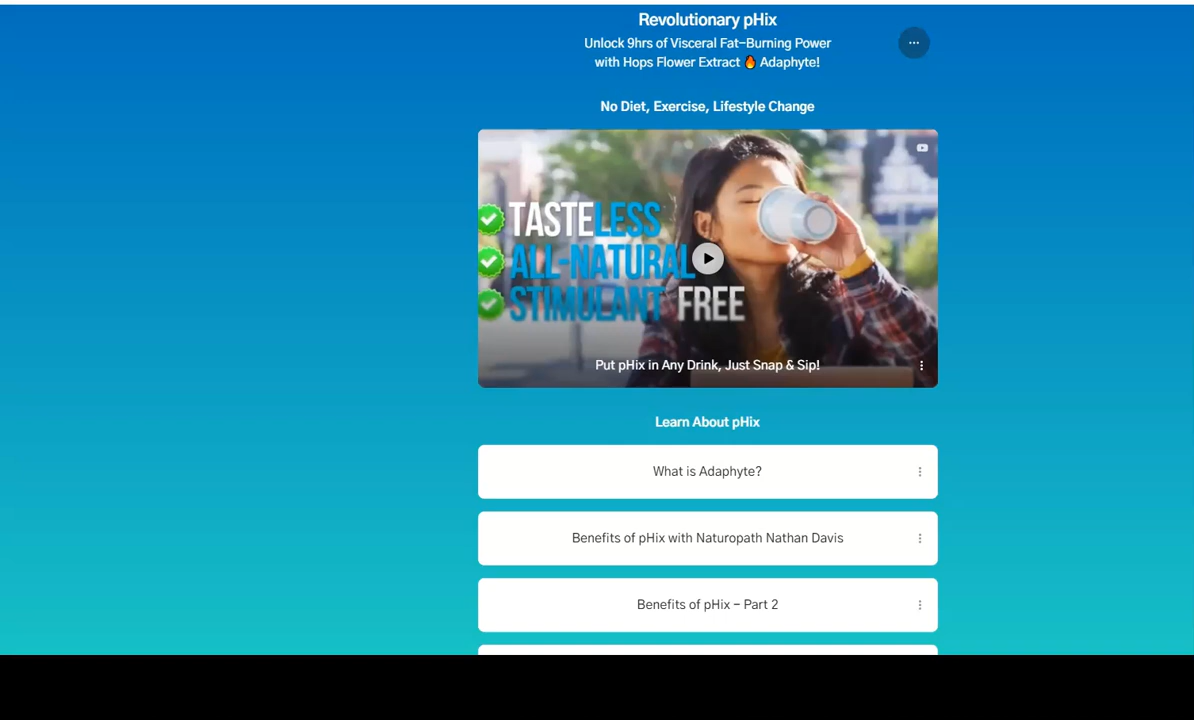 Revolutionary pHix
Unlock 9hrs of Visceral Fat-Burning Power
with Hops Flower Extract 🔥 Adaphyte!
No Diet, Exercise, Lifestyle Change
TASTELESS
ALL-NATURAL
STIMULANT FREE
Put pHix in Any Drink, Just Snap & Sip!
Learn About pHix
What is Adaphyte?
Benefits of pHix with Naturopath Nathan Davis
Benefits of pHix - Part 2